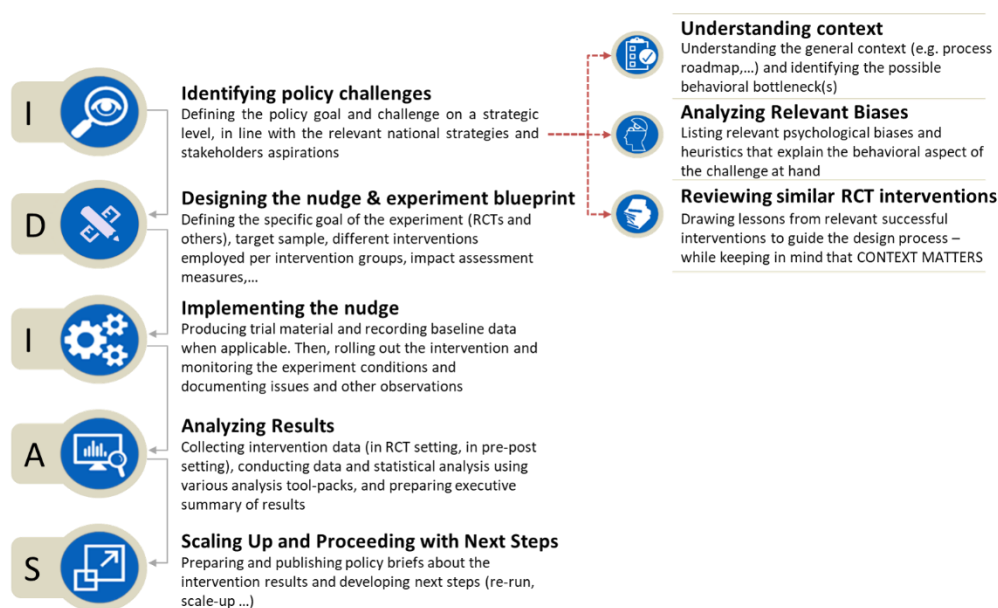 I
Identifying policy challenges
Defining the policy goal and challenge on a strategic
level, in line with the relevant national strategies and
stakeholders aspirations
Understanding context
Understanding the general context (e.g. process
roadmap,...) and identifying the possible
behavioral bottleneck(s)
Analyzing Relevant Biases
Listing relevant psychological biases and
heuristics that explain the behavioral aspect of
the challenge at hand
Reviewing similar RCT interventions
Drawing lessons from relevant successful
interventions to guide the design process –
while keeping in mind that CONTEXT MATTERS
D
Designing the nudge & experiment blueprint
Defining the specific goal of the experiment (RCTs and
others), target sample, different interventions
employed per intervention groups, impact assessment
measures,...
I
Implementing the nudge
Producing trial material and recording baseline data
when applicable. Then, rolling out the intervention and
monitoring the experiment conditions and
documenting issues and other observations
A
Analyzing Results
Collecting intervention data (in RCT setting, in pre-post
setting), conducting data and statistical analysis using
various analysis tool-packs, and preparing executive
summary of results
S
Scaling Up and Proceeding with Next Steps
Preparing and publishing policy briefs about the
intervention results and developing next steps (re-run,
scale-up ...)